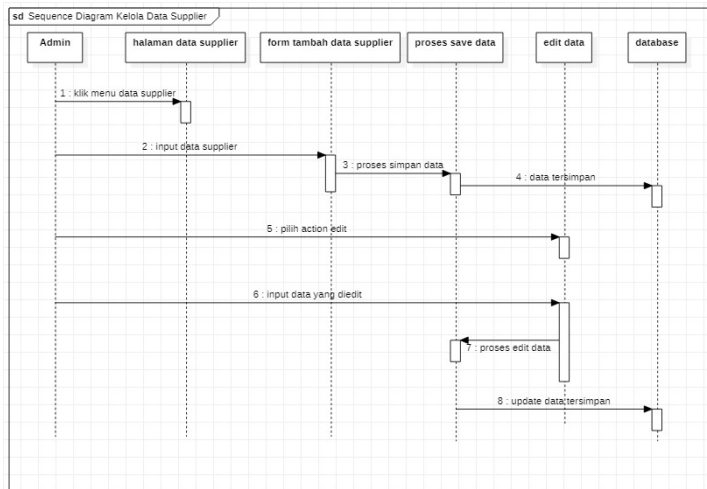 sd Sequence Diagram Kelola Data Supplier
Admin
halaman data supplier
form tambah data supplier
proses save data
edit data
database
1 : klik menu data supplier
2 : input data supplier
3 : proses simpan data
4 : data tersimpan
5 : pilih action edit
6 : input data yang diedit
7 : proses edit data
8 : update data tersimpan